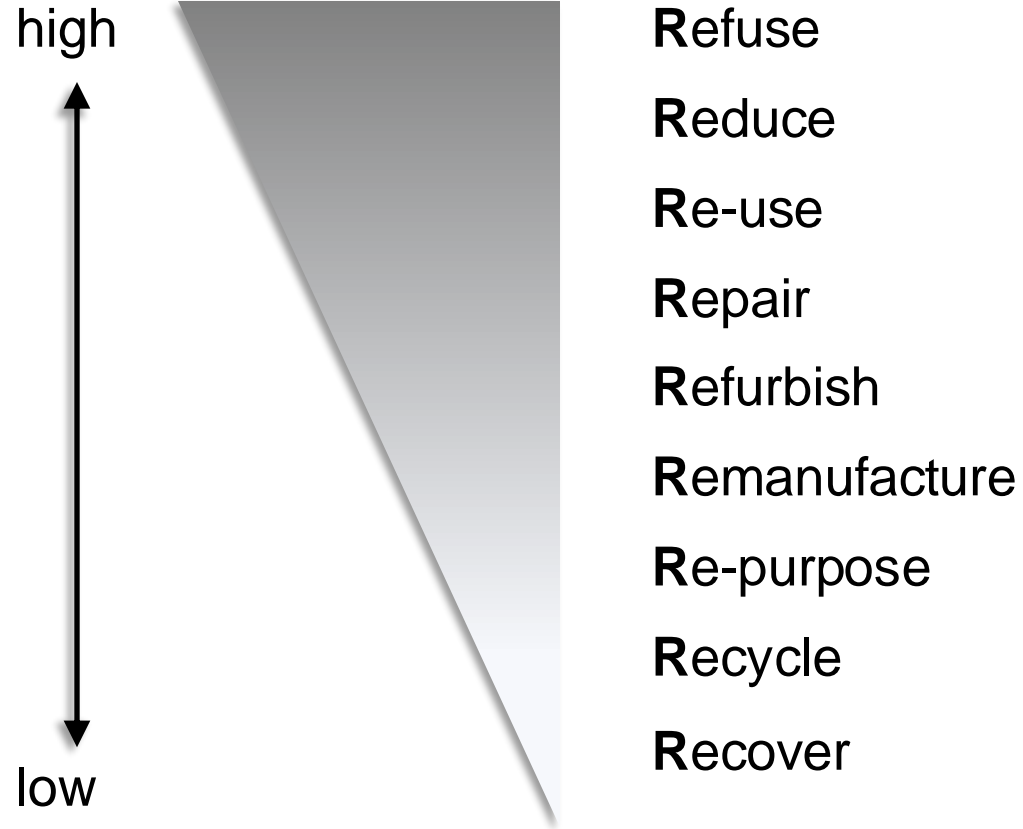 high
low
Refuse
Reduce
Re-use
Repair
Refurbish
Remanufacture
Re-purpose
Recycle
Recover